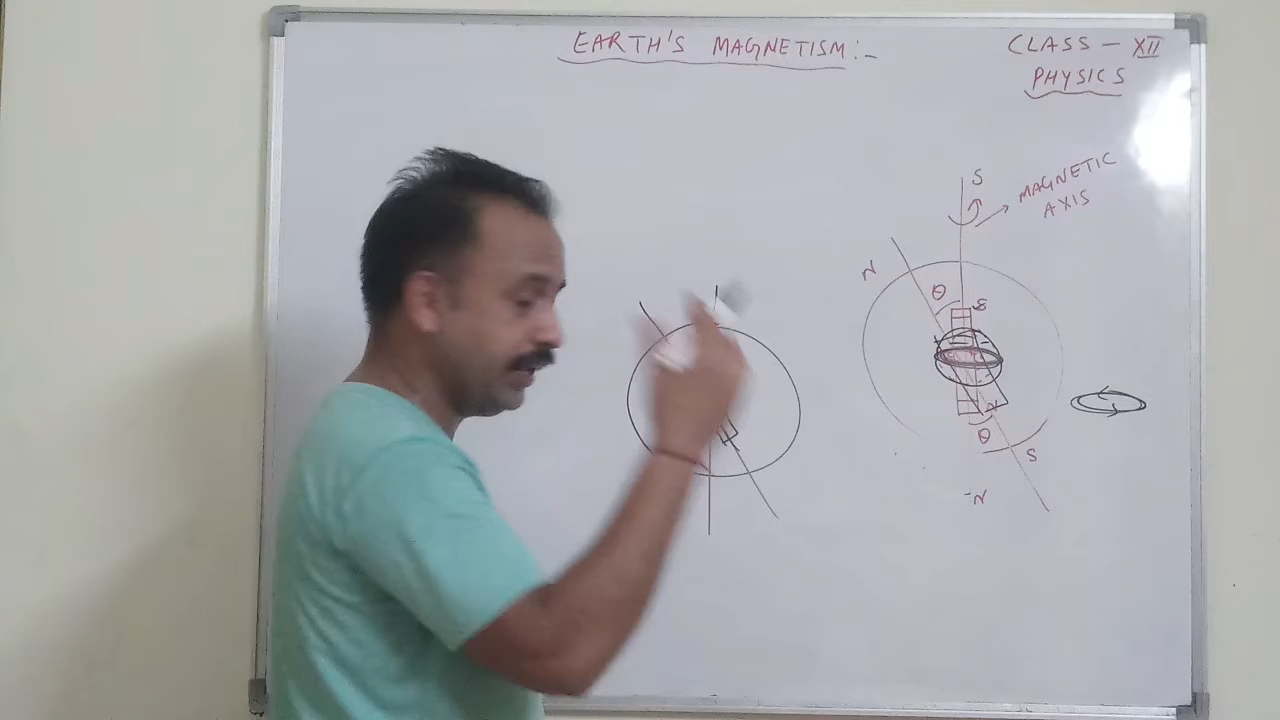 EARTH'S MAGNETISM:-
CLASS - XII
PHYSICS
S
MAGNETIC
AXIS
N
θ
S
θ
S
N